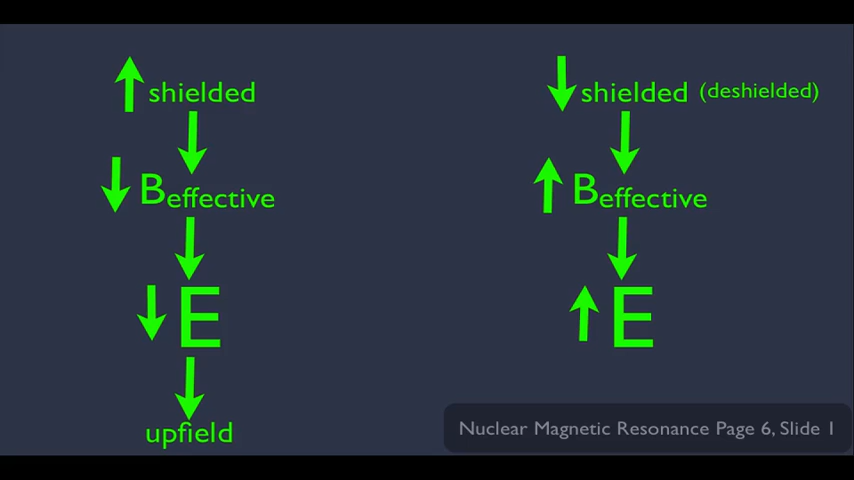 shielded
Beffective
E
upfield
shielded (deshielded)
Beffective
E
Nuclear Magnetic Resonance Page 6, Slide 1